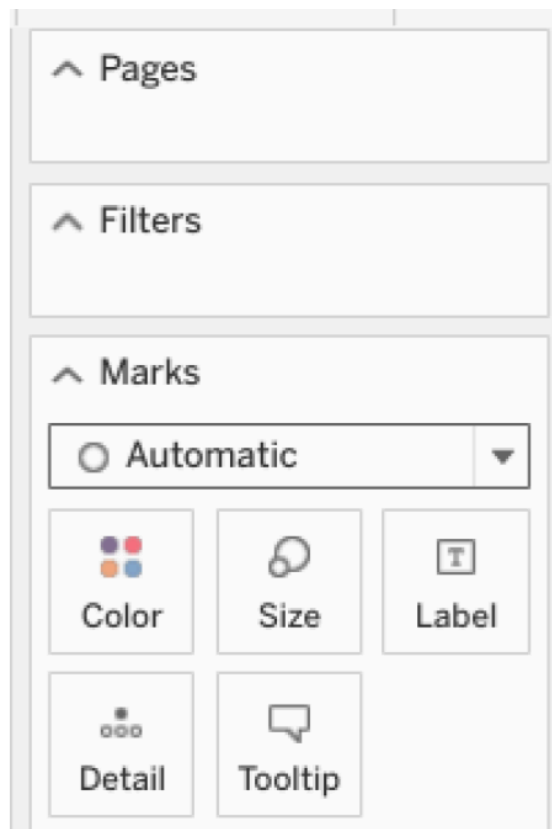 Pages
Filters
Marks
Automatic
Color Size Label
Detail Tooltip